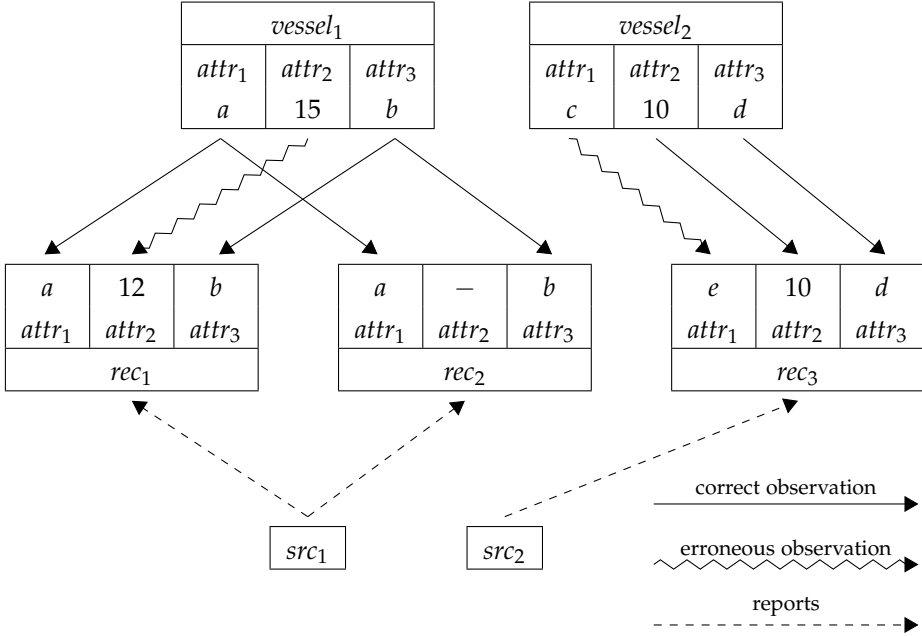 vessel₁ vessel₂
attr₁ attr₂ attr₃ attr₁ attr₂ attr₃
a 15 b c 10 d
a 12 b a − b e 10 d
attr₁ attr₂ attr₃ attr₁ attr₂ attr₃ attr₁ attr₂ attr₃
rec₁ rec₂ rec₃
correct observation
src₁ src₂
erroneous observation
reports